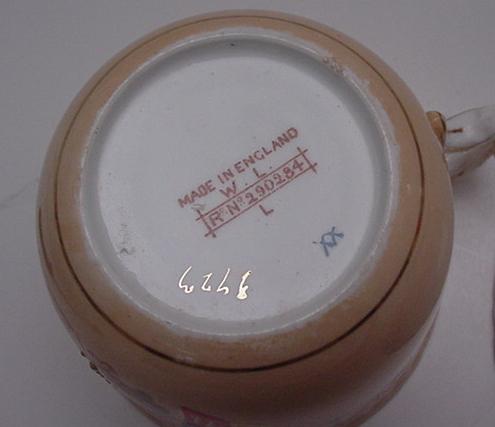 MADE IN ENGLAND
W. L.
Rᵈ Nº 290284
L